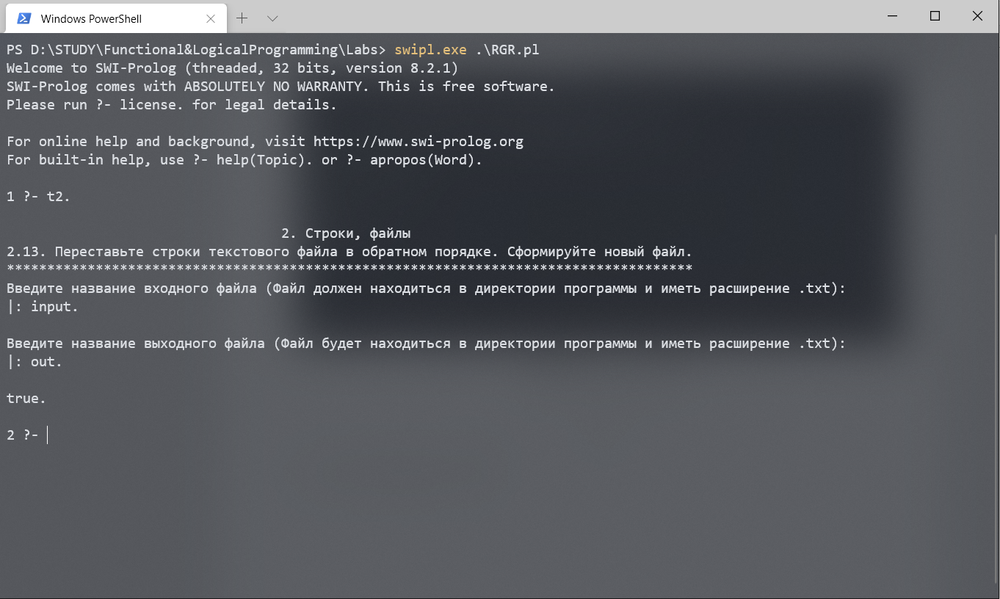 Windows PowerShell
PS D:\STUDY\Functional&LogicalProgramming\Labs> swipl.exe .\RGR.pl
Welcome to SWI-Prolog (threaded, 32 bits, version 8.2.1)
SWI-Prolog comes with ABSOLUTELY NO WARRANTY. This is free software.
Please run ?- license. for legal details.
For online help and background, visit https://www.swi-prolog.org
For built-in help, use ?- help(Topic). or ?- apropos(Word).
1 ?- t2.
2. Строки, файлы
2.13. Переставьте строки текстового файла в обратном порядке. Сформируйте новый файл.
*************************************************************************************
Введите название входного файла (Файл должен находиться в директории программы и иметь расширение .txt):
|: input.
Введите название выходного файла (Файл будет находиться в директории программы и иметь расширение .txt):
|: out.
true.
2 ?-